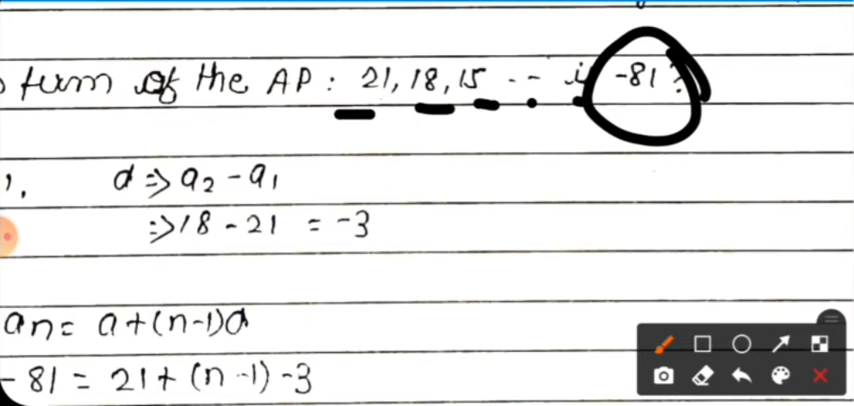 term of the AP : 21, 18, 15 -- is -81 ?
1. d => a2 - a1
=> 18 - 21 = -3
an = a + (n-1)d
- 81 = 21 + (n-1) -3